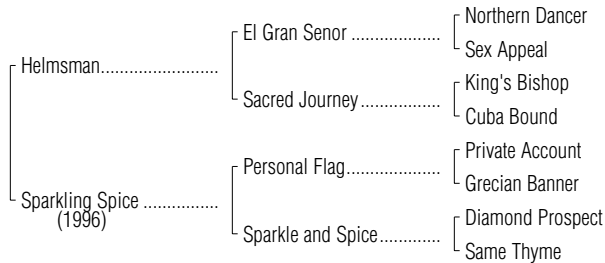 Northern Dancer
El Gran Senor ...................
Sex Appeal
Helmsman.........................
King's Bishop
Sacred Journey .................
Cuba Bound
Private Account
Personal Flag....................
Grecian Banner
Sparkling Spice ................
(1996)
Diamond Prospect
Sparkle and Spice.............
Same Thyme